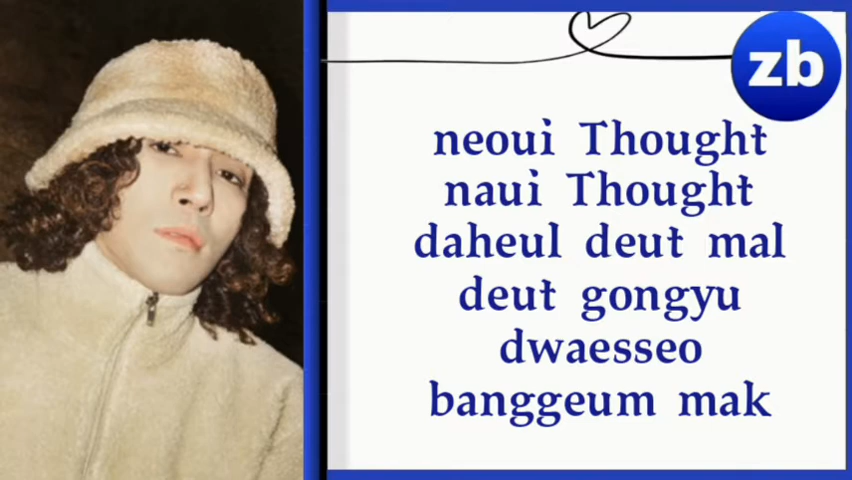 zb
neoui Thought
naui Thought
daheul deut mal
deut gongyu
dwaesseo
banggeum mak